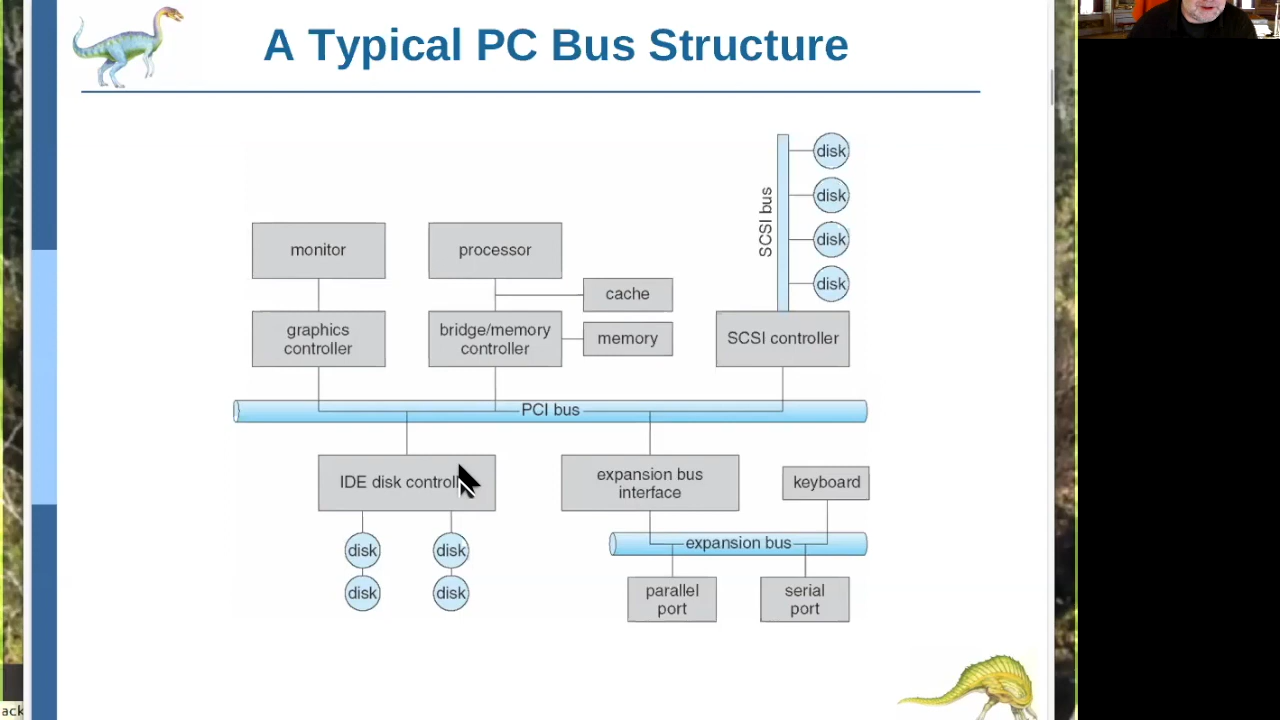 A Typical PC Bus Structure
disk
disk
disk
disk
SCSI bus
monitor
processor
cache
graphics
controller
bridge/memory
controller
memory
SCSI controller
PCI bus
IDE disk controll
expansion bus
interface
keyboard
disk
disk
disk
disk
expansion bus
parallel
port
serial
port
ack